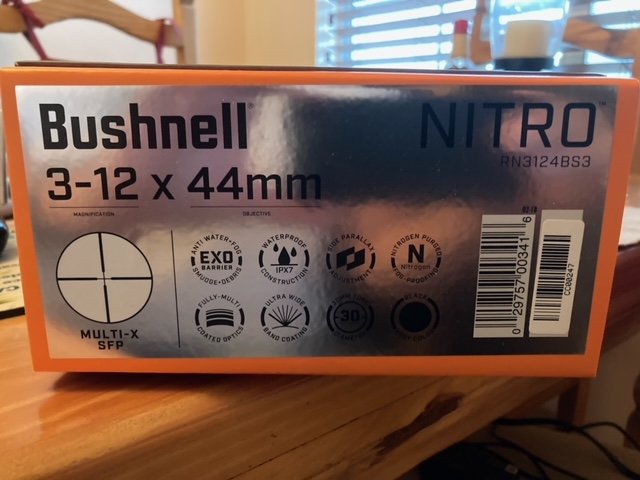 Bushnell®
NITRO™
RN3124BS3
3-12 x 44mm
MAGNIFICATION
OBJECTIVE
ANTI WATER•FOG
EXO
BARRIER
SMUDGE•DEBRIS
WATERPROOF
IPX7
CONSTRUCTION
SIDE PARALLAX
ADJUSTMENT
NITROGEN PURGED
N
Nitrogen
FOG-PROOFING
MULTI-X
SFP
FULLY-MULTI
COATED OPTICS
ULTRA WIDE
BAND COATING
30
BLACK
0 29757 00341 6
CC00247